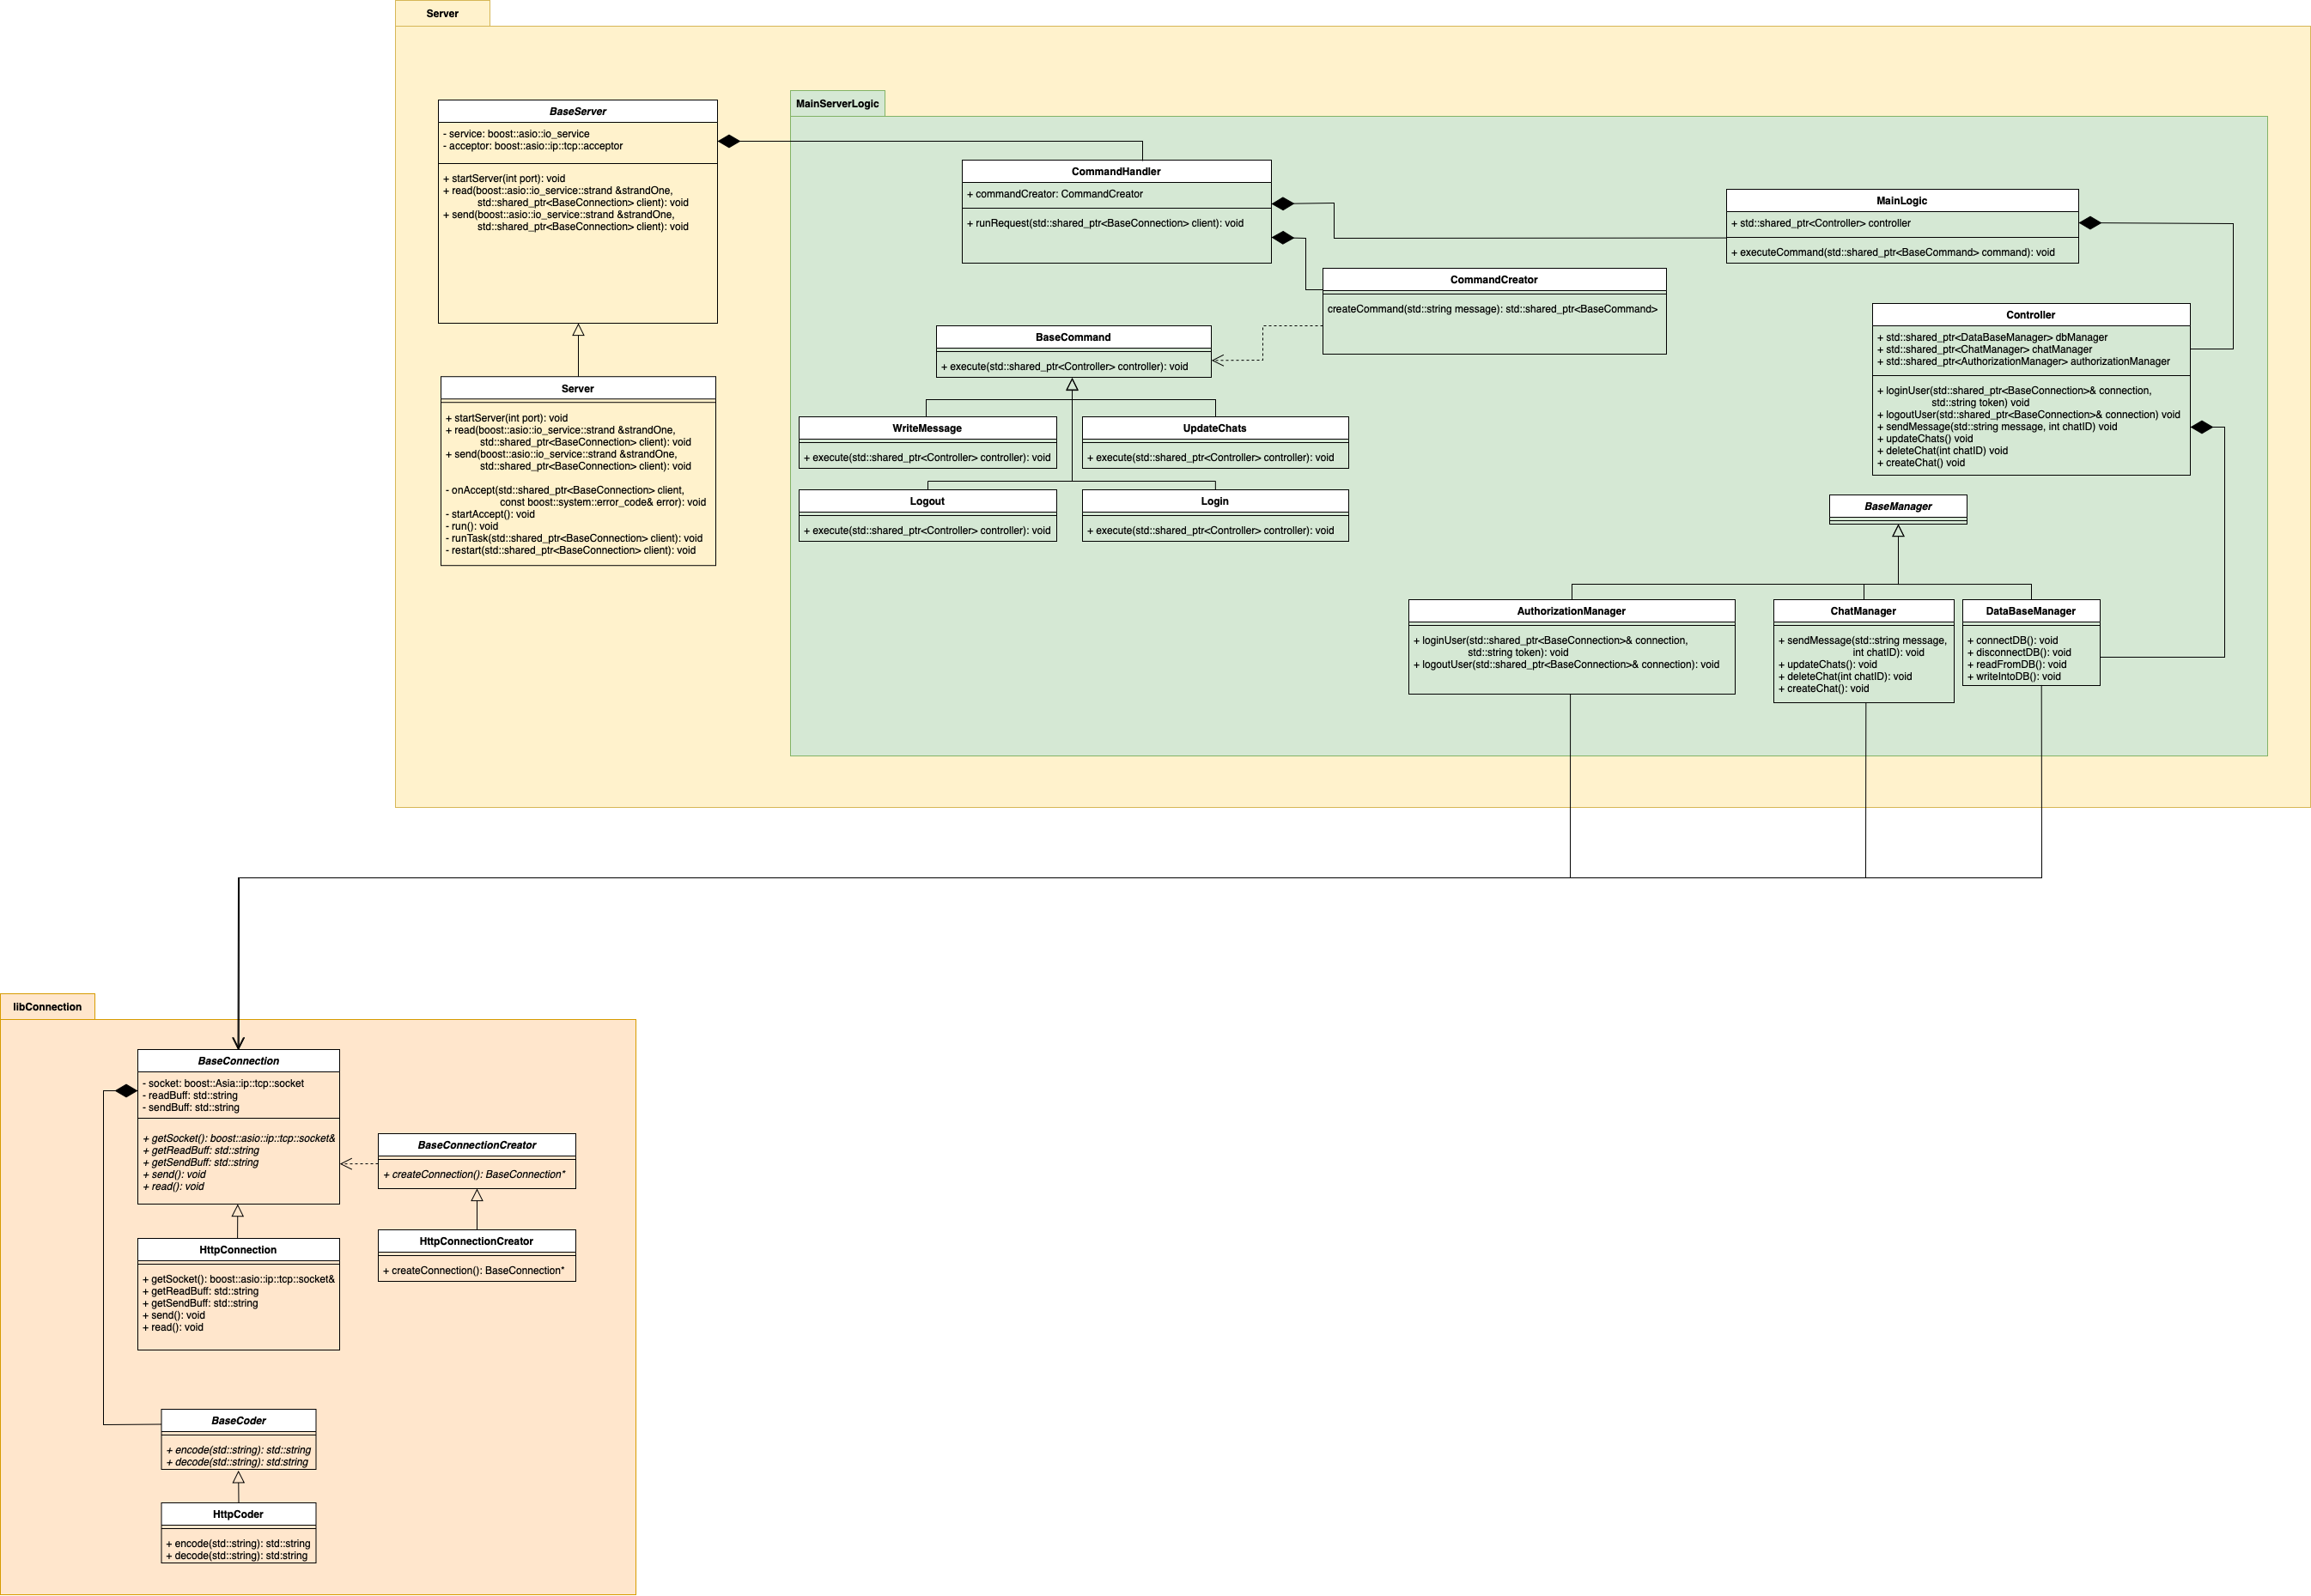 Server
BaseServer
- service: boost::asio::io_service
- acceptor: boost::asio::ip::tcp::acceptor
+ startServer(int port): void
+ read(boost::asio::io_service::strand &strandOne,
std::shared_ptr<BaseConnection> client): void
+ send(boost::asio::io_service::strand &strandOne,
std::shared_ptr<BaseConnection> client): void
Server
+ startServer(int port): void
+ read(boost::asio::io_service::strand &strandOne,
std::shared_ptr<BaseConnection> client): void
+ send(boost::asio::io_service::strand &strandOne,
std::shared_ptr<BaseConnection> client): void
- onAccept(std::shared_ptr<BaseConnection> client,
const boost::system::error_code& error): void
- startAccept(): void
- run(): void
- runTask(std::shared_ptr<BaseConnection> client): void
- restart(std::shared_ptr<BaseConnection> client): void
MainServerLogic
CommandHandler
+ commandCreator: CommandCreator
+ runRequest(std::shared_ptr<BaseConnection> client): void
MainLogic
+ std::shared_ptr<Controller> controller
+ executeCommand(std::shared_ptr<BaseCommand> command): void
CommandCreator
createCommand(std::string message): std::shared_ptr<BaseCommand>
BaseCommand
+ execute(std::shared_ptr<Controller> controller): void
WriteMessage
+ execute(std::shared_ptr<Controller> controller): void
UpdateChats
+ execute(std::shared_ptr<Controller> controller): void
Logout
+ execute(std::shared_ptr<Controller> controller): void
Login
+ execute(std::shared_ptr<Controller> controller): void
Controller
+ std::shared_ptr<DataBaseManager> dbManager
+ std::shared_ptr<ChatManager> chatManager
+ std::shared_ptr<AuthorizationManager> authorizationManager
+ loginUser(std::shared_ptr<BaseConnection>& connection,
std::string token) void
+ logoutUser(std::shared_ptr<BaseConnection>& connection) void
+ sendMessage(std::string message, int chatID) void
+ updateChats() void
+ deleteChat(int chatID) void
+ createChat() void
BaseManager
AuthorizationManager
+ loginUser(std::shared_ptr<BaseConnection>& connection,
std::string token): void
+ logoutUser(std::shared_ptr<BaseConnection>& connection): void
ChatManager
+ sendMessage(std::string message,
int chatID): void
+ updateChats(): void
+ deleteChat(int chatID): void
+ createChat(): void
DataBaseManager
+ connectDB(): void
+ disconnectDB(): void
+ readFromDB(): void
+ writeIntoDB(): void
libConnection
BaseConnection
- socket: boost::Asia::ip::tcp::socket
- readBuff: std::string
- sendBuff: std::string
+ getSocket(): boost::asio::ip::tcp::socket&
+ getReadBuff: std::string
+ getSendBuff: std::string
+ send(): void
+ read(): void
BaseConnectionCreator
+ createConnection(): BaseConnection*
HttpConnection
+ getSocket(): boost::asio::ip::tcp::socket&
+ getReadBuff: std::string
+ getSendBuff: std::string
+ send(): void
+ read(): void
HttpConnectionCreator
+ createConnection(): BaseConnection*
BaseCoder
+ encode(std::string): std::string
+ decode(std::string): std:string
HttpCoder
+ encode(std::string): std::string
+ decode(std::string): std:string